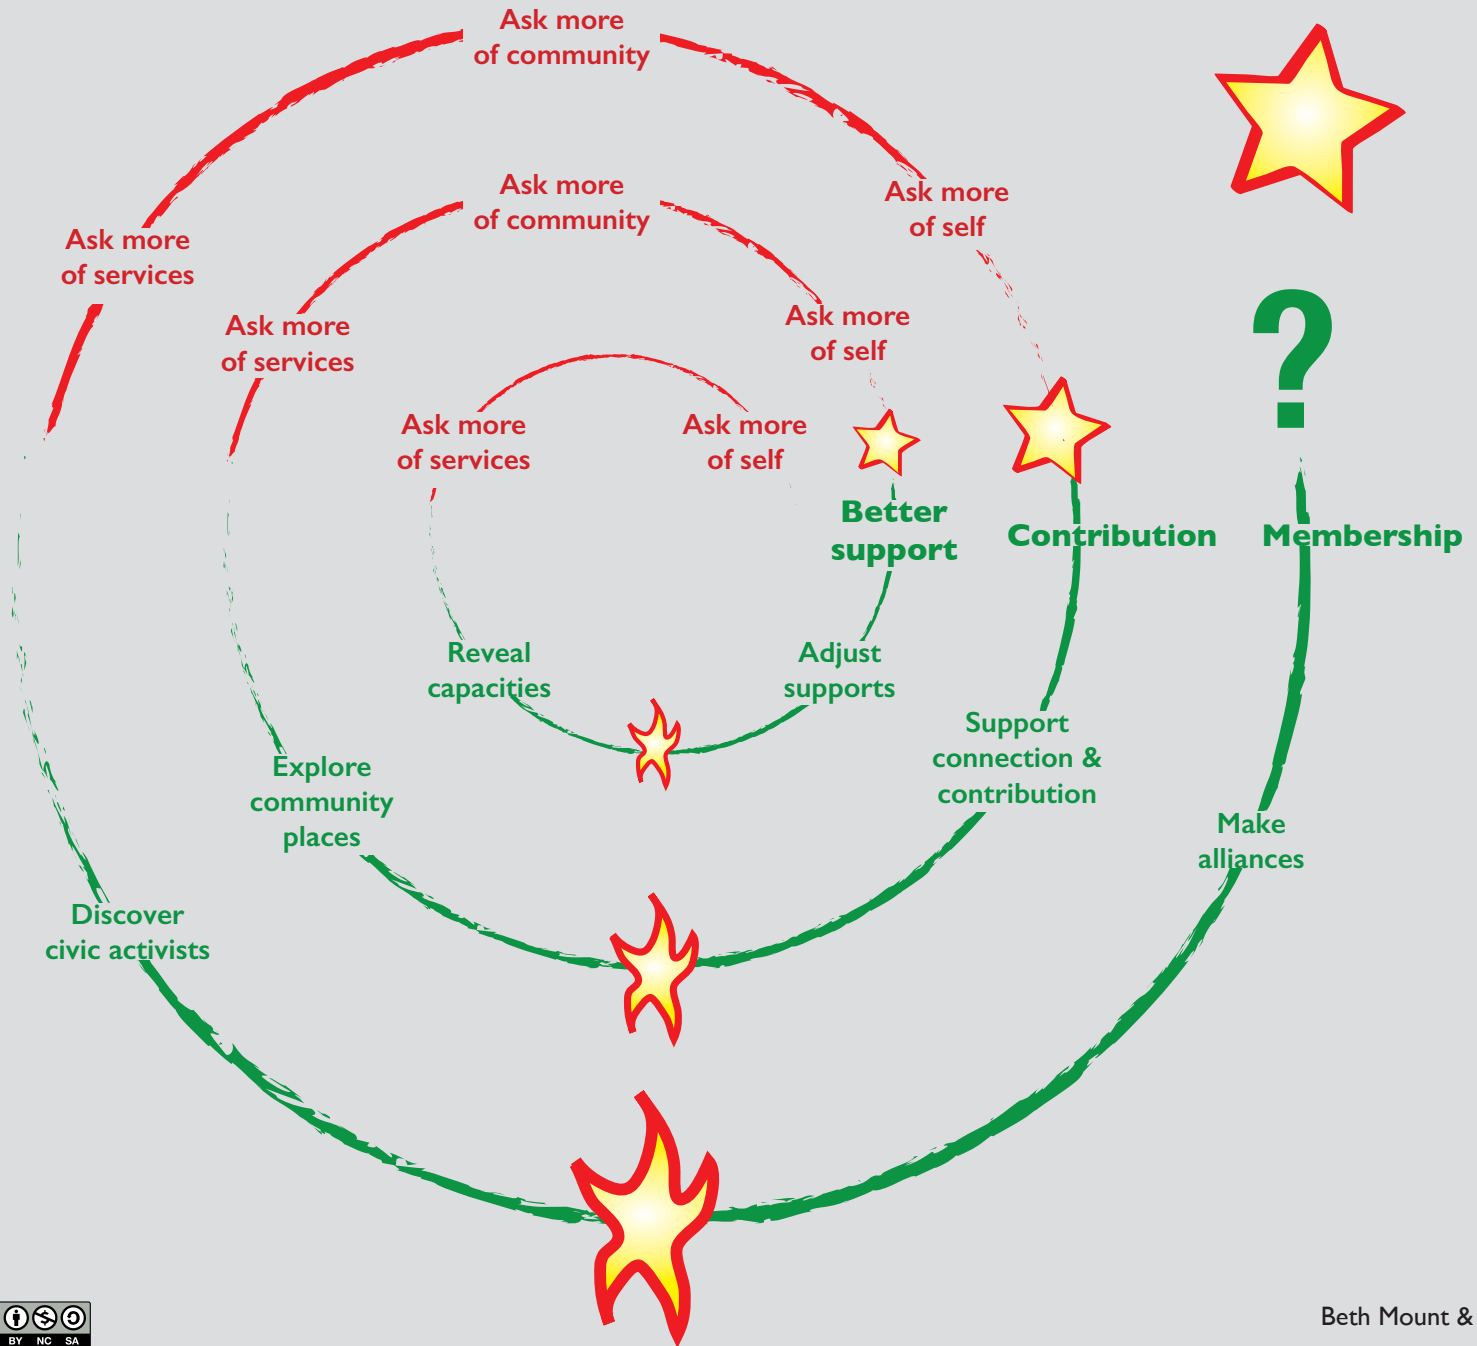 Ask more
of community
Ask more
of self
Ask more
of services
Ask more
of community
Ask more
of self
Ask more
of services
Ask more
of services
Ask more
of self
?
Better
support
Contribution
Membership
Reveal
capacities
Adjust
supports
Explore
community
places
Support
connection &
contribution
Make
alliances
Discover
civic activists
BY NC SA
Beth Mount &